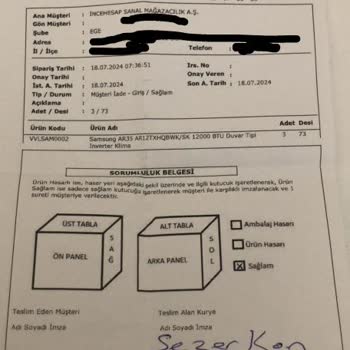 Ana Müşteri : İNCEHESAP SANAL MAĞAZACILIK A.Ş.
Gön Müşteri :
Şube : EGE
Adres
İl / İlçe Telefon
Sipariş Tarihi : 18.07.2024 07:36:51 Irs. No :
Onay Tarihi : Onay Veren :
İst. A. Tarihi : 18.07.2024 Son A. Tarih : 18.07.2024
Tip / Durum : Müşteri İade - Giriş / Sağlam
Açıklama :
Adet / Desi : 3 / 73
Ürün Kodu Ürün Adı Adet Desi
VVLSAM0002 Samsung AR35 AR12TXHQBWK/SK 12000 BTU Duvar Tipi 3 73
Inverter Klima
SORUMLULUK BELGESİ
Ürün Hasarlı ise, hasar yeri aşağıdaki şekil üzerinde ve ilgili kutucuk işaretlenerek, Ürün
Sağlam ise sadece sağlam kutucuğu işaretlenerek müşteri ile karşılıklı imzalanacak ve 1
sureti müşteriye verilecektir.
ÜST TABLA
ÖN PANEL
SAĞ
ALT TABLA
ARKA PANEL
SOL
Ambalaj Hasarı
Ürün Hasarı
X Sağlam
Teslim Eden Müşteri Teslim Alan Kurye
Adı Soyadı İmza Adı Soyadı İmza
Sezer